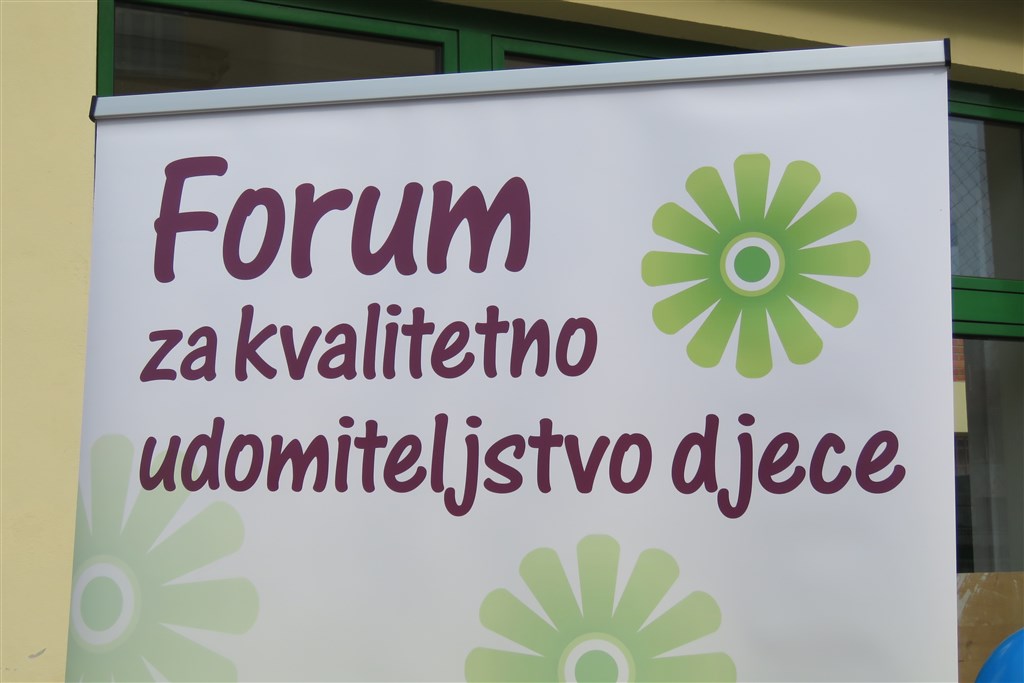 Forum
za kvalitetno
udomiteljstvo djece